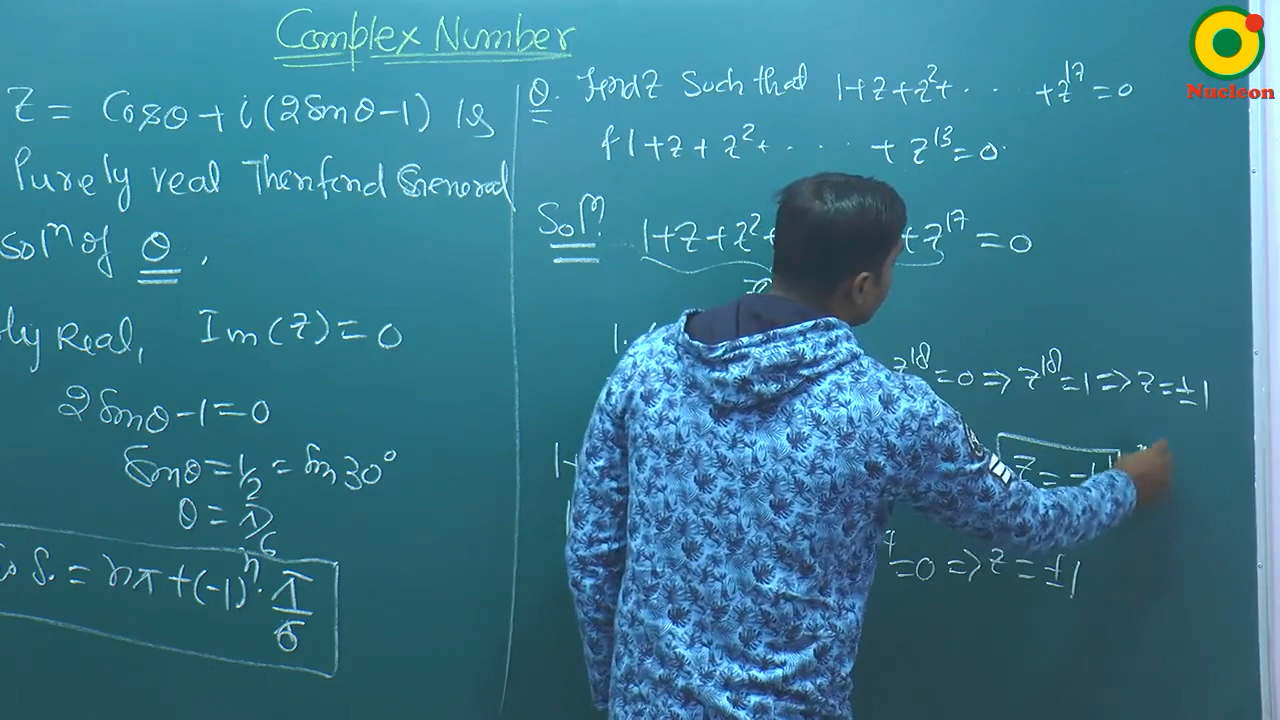 Complex Number
Z = Cosθ + i(2sinθ-1) is
Purely real Then find General
Solⁿ of θ.
Real, Im(Z)=0
2sinθ-1=0
sinθ=1/2 = sin30°
θ = π/6
S. = nπ+(-1)ⁿ·π/6
Q. Find Z Such that 1+z+z²+ . . . +z¹⁷=0
& 1+z+z²+ . . . . + z¹³=0.
Solⁿ.
1+z+z²+ +z¹⁷=0
z¹⁸=0 ⇒ z¹⁸=1 ⇒ z=±1
z=-1
=0 ⇒ z=±1
Nucleon